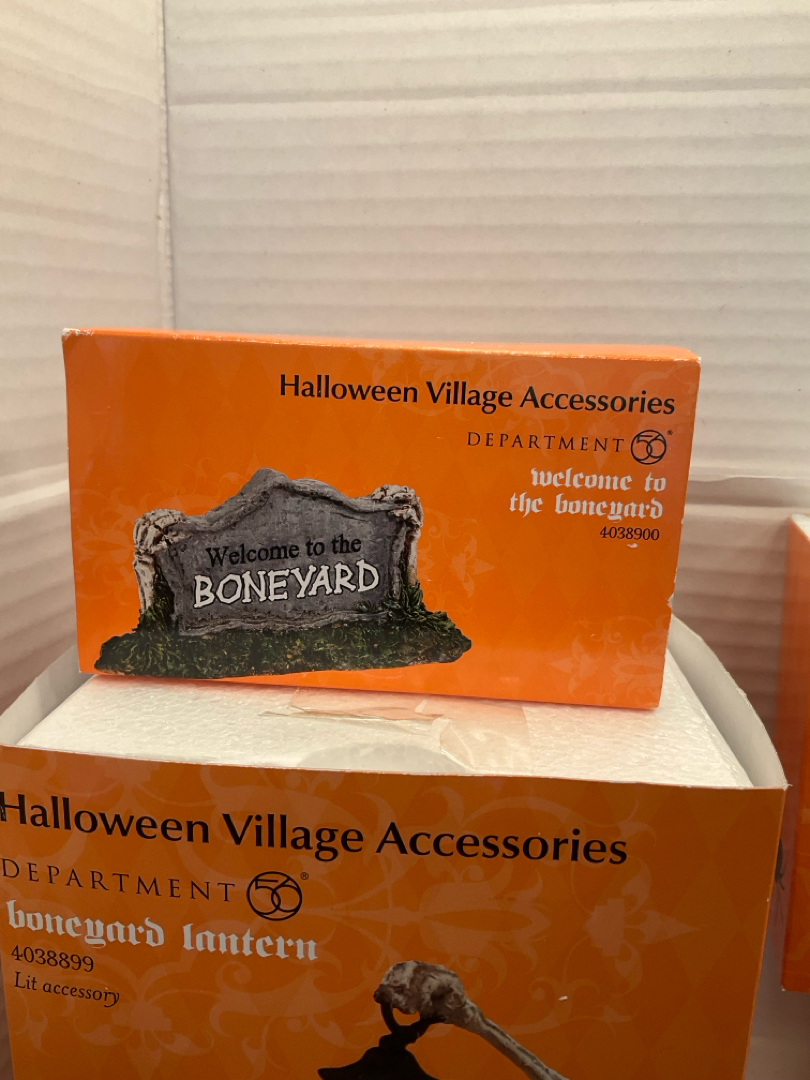 Halloween Village Accessories
DEPARTMENT 56®
welcome to
the boneyard
4038900
Welcome to the
BONEYARD
Halloween Village Accessories
DEPARTMENT 56®
boneyard lantern
4038899
Lit accessory